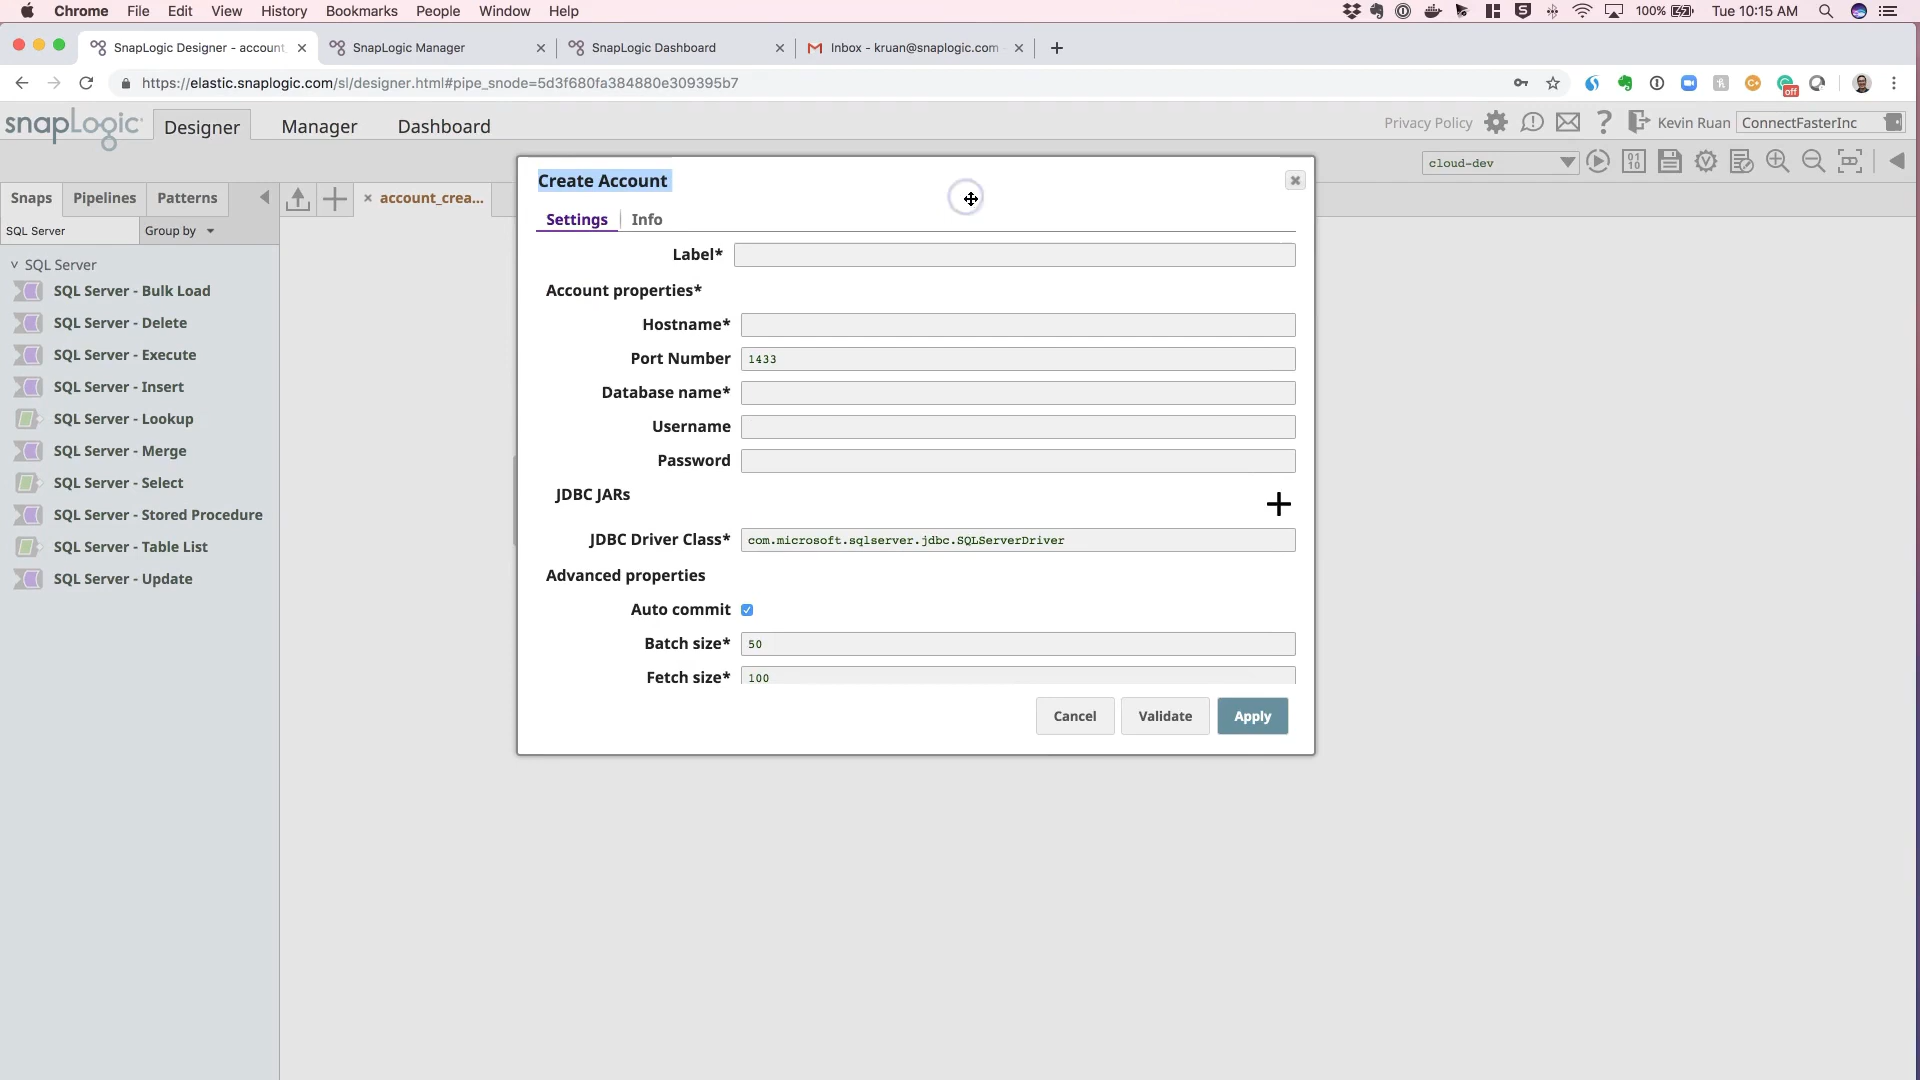 Chrome File Edit View History Bookmarks People Window Help 100% Tue 10:15 AM
SnapLogic Designer - account_ SnapLogic Manager SnapLogic Dashboard Inbox - kruan@snaplogic.com
https://elastic.snaplogic.com/sl/designer.html#pipe_snode=5d3f680fa384880e309395b7
off
snapLogic Designer Manager Dashboard Privacy Policy Kevin Ruan ConnectFasterInc
cloud-dev
Snaps Pipelines Patterns account_crea...
SQL Server Group by
SQL Server
SQL Server - Bulk Load
SQL Server - Delete
SQL Server - Execute
SQL Server - Insert
SQL Server - Lookup
SQL Server - Merge
SQL Server - Select
SQL Server - Stored Procedure
SQL Server - Table List
SQL Server - Update
Create Account
Settings Info
Label*
Account properties*
Hostname*
Port Number 1433
Database name*
Username
Password
JDBC JARs
JDBC Driver Class* com.microsoft.sqlserver.jdbc.SQLServerDriver
Advanced properties
Auto commit
Batch size* 50
Fetch size* 100
Cancel Validate Apply